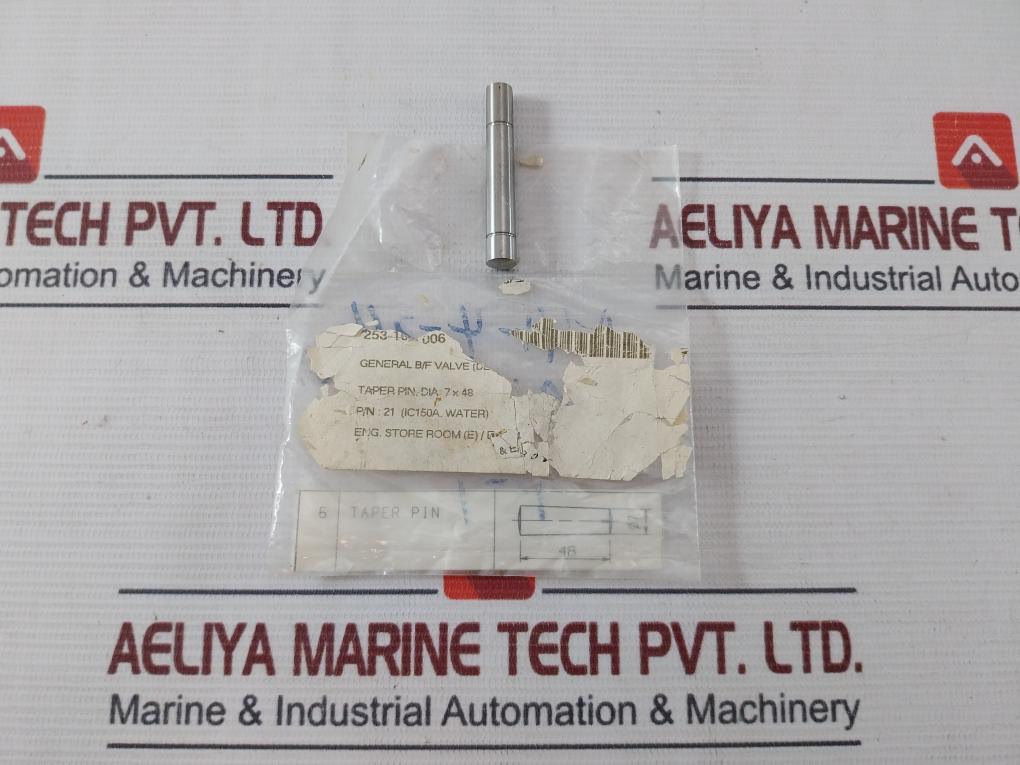 TECH PVT. LTD
omation & Machinery
AELIYA MARINE T
Marine & Industrial Auto
006
GENERAL B/F VALVE
TAPER PIN, DIA. 7 x 48
P/N : 21 (IC150A, WATER)
ENG. STORE ROOM (E) /
6 TAPER PIN
48
AELIYA MARINE TECH PVT. LTD.
Marine & Industrial Automation & Machinery